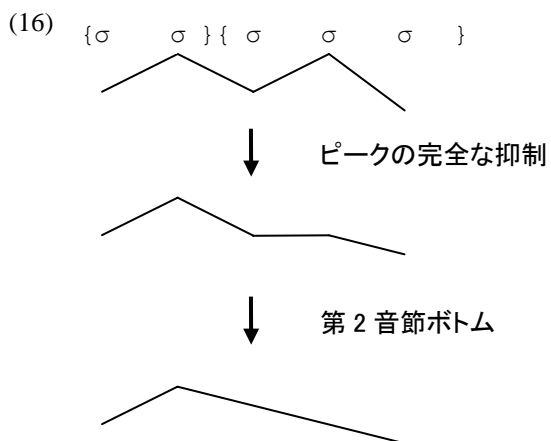 (16)
{σ σ }{ σ σ σ }
ピークの完全な抑制
第 2 音節ボトム